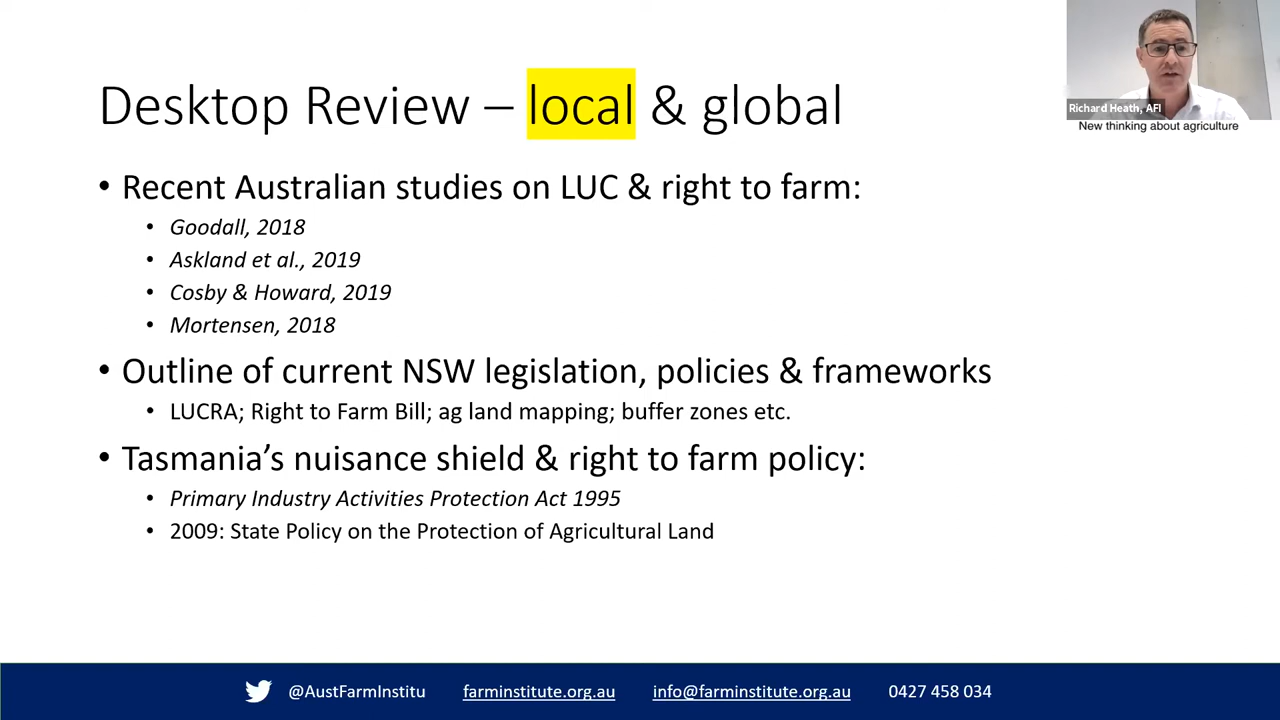 Desktop Review – local & global
Richard Heath, AFI
New thinking about agriculture
• Recent Australian studies on LUC & right to farm:
• Goodall, 2018
• Askland et al., 2019
• Cosby & Howard, 2019
• Mortensen, 2018
• Outline of current NSW legislation, policies & frameworks
• LUCRA; Right to Farm Bill; ag land mapping; buffer zones etc.
• Tasmania’s nuisance shield & right to farm policy:
• Primary Industry Activities Protection Act 1995
• 2009: State Policy on the Protection of Agricultural Land
@AustFarmInstitu farminstitute.org.au info@farminstitute.org.au 0427 458 034